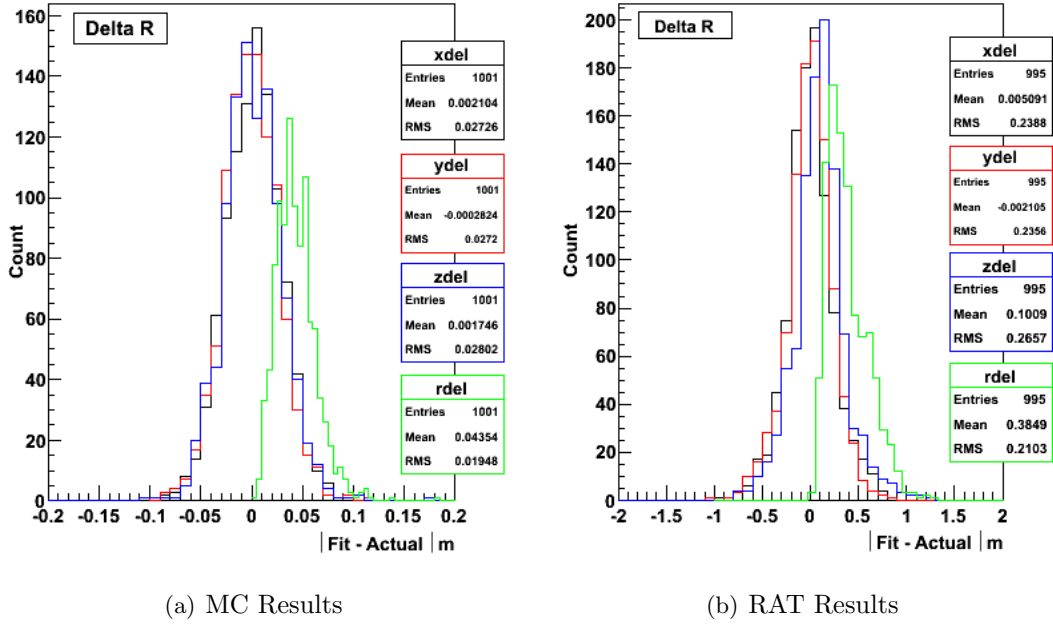 Delta R
160
140
120
100
80
60
40
20
0
Count
-0.2 -0.15 -0.1 -0.05 0 0.05 0.1 0.15 0.2
| Fit - Actual | m
xdel
Entries 1001
Mean 0.002104
RMS 0.02726
ydel
Entries 1001
Mean -0.0002824
RMS 0.0272
zdel
Entries 1001
Mean 0.001746
RMS 0.02802
rdel
Entries 1001
Mean 0.04354
RMS 0.01948
(a) MC Results
Delta R
200
180
160
140
120
100
80
60
40
20
0
Count
-2 -1.5 -1 -0.5 0 0.5 1 1.5 2
| Fit - Actual | m
xdel
Entries 995
Mean 0.005091
RMS 0.2388
ydel
Entries 995
Mean -0.002105
RMS 0.2356
zdel
Entries 995
Mean 0.1009
RMS 0.2657
rdel
Entries 995
Mean 0.3849
RMS 0.2103
(b) RAT Results